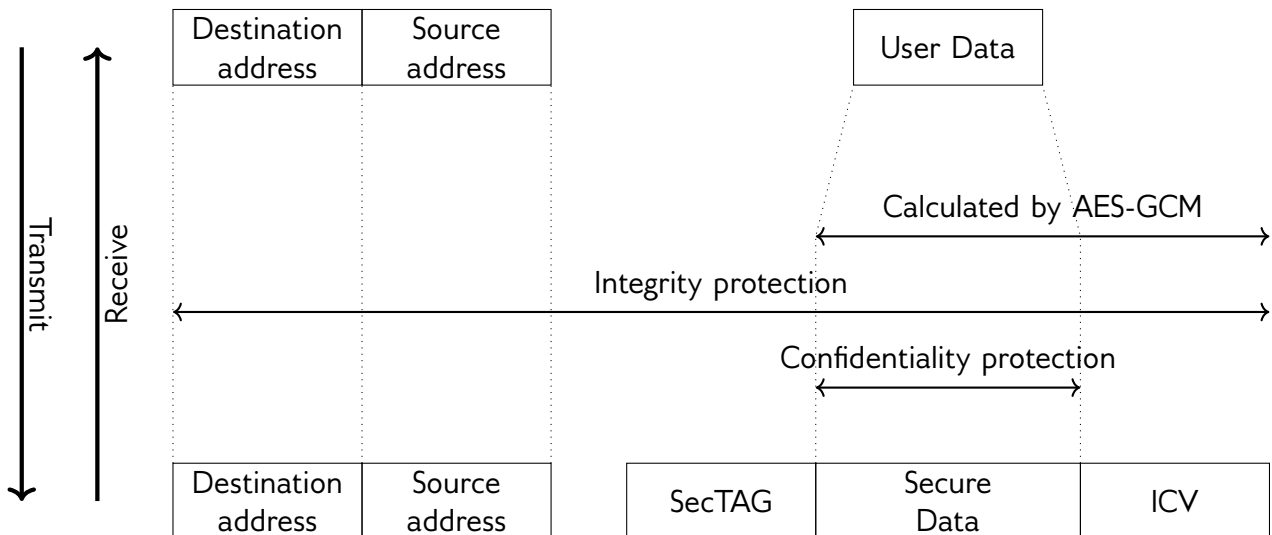 Destination
address
Source
address
User Data
Transmit
Receive
Calculated by AES-GCM
Integrity protection
Confidentiality protection
Destination
address
Source
address
SecTAG
Secure
Data
ICV